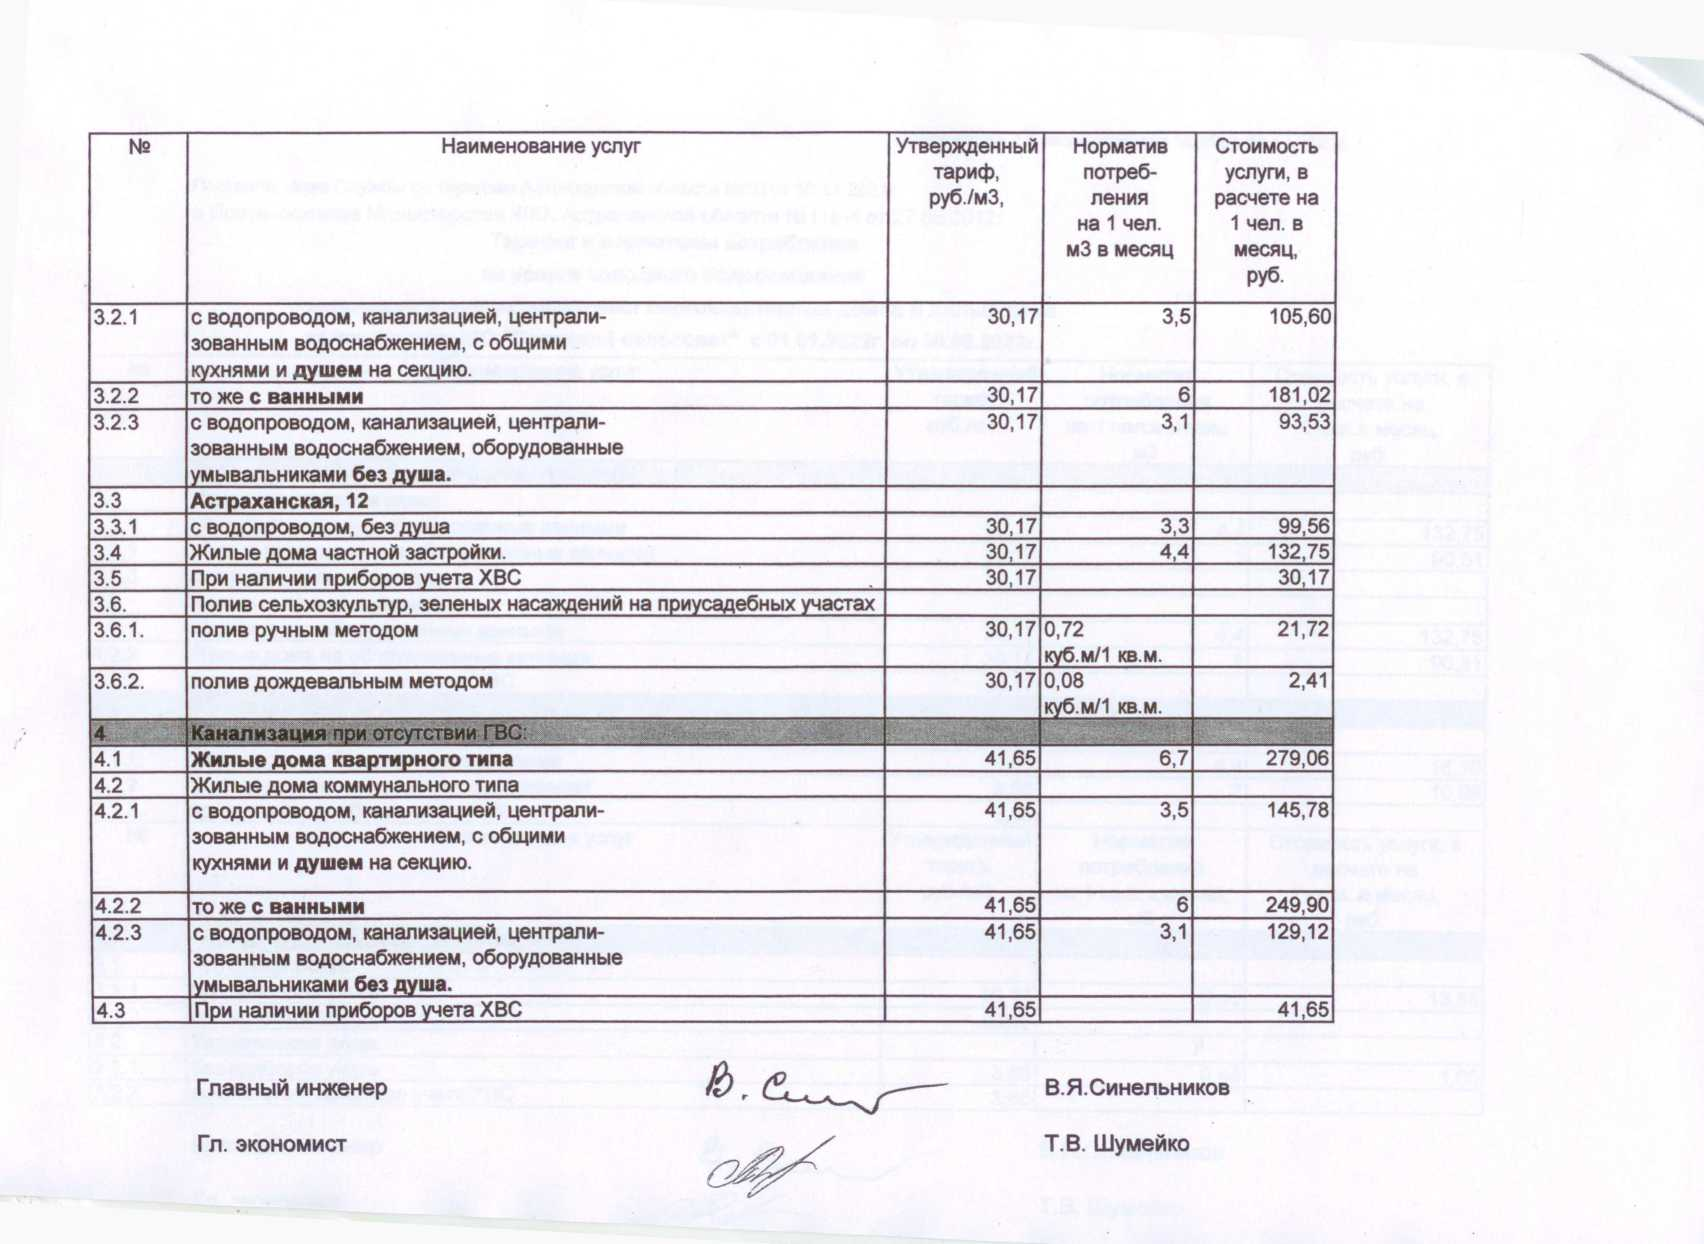 № Наименование услуг Утвержденный Норматив Стоимость
тариф, потреб- услуги, в
руб./м3, ления расчете на
на 1 чел. 1 чел. в
м3 в месяц месяц,
руб.
3.2.1 с водопроводом, канализацией, централи- 30,17 3,5 105,60
зованным водоснабжением, с общими
кухнями и душем на секцию.
3.2.2 то же с ванными 30,17 6 181,02
3.2.3 с водопроводом, канализацией, централи- 30,17 3,1 93,53
зованным водоснабжением, оборудованные
умывальниками без душа.
3.3 Астраханская, 12
3.3.1 с водопроводом, без душа 30,17 3,3 99,56
3.4 Жилые дома частной застройки. 30,17 4,4 132,75
3.5 При наличии приборов учета ХВС 30,17 30,17
3.6. Полив сельхозкультур, зеленых насаждений на приусадебных участах
3.6.1. полив ручным методом 30,17 0,72 21,72
куб.м/1 кв.м.
3.6.2. полив дождевальным методом 30,17 0,08 2,41
куб.м/1 кв.м.
4 Канализация при отсутствии ГВС:
4.1 Жилые дома квартирного типа 41,65 6,7 279,06
4.2 Жилые дома коммунального типа
4.2.1 с водопроводом, канализацией, централи- 41,65 3,5 145,78
зованным водоснабжением, с общими
кухнями и душем на секцию.
4.2.2 то же с ванными 41,65 6 249,90
4.2.3 с водопроводом, канализацией, централи- 41,65 3,1 129,12
зованным водоснабжением, оборудованные
умывальниками без душа.
4.3 При наличии приборов учета ХВС 41,65 41,65
Главный инженер В.Я.Синельников
Гл. экономист Т.В. Шумейко